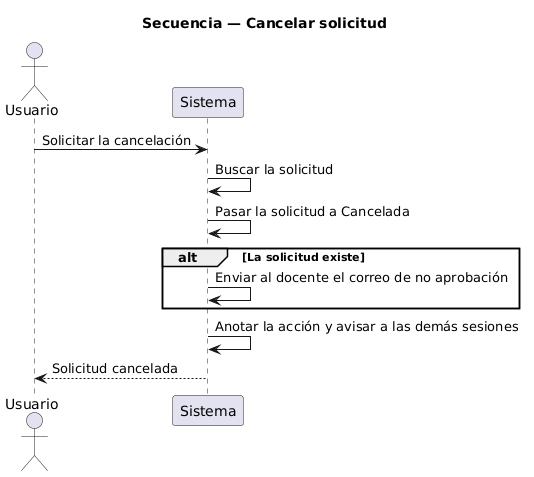 Secuencia — Cancelar solicitud
Usuario
Sistema
Solicitar la cancelación
Buscar la solicitud
Pasar la solicitud a Cancelada
alt [La solicitud existe]
Enviar al docente el correo de no aprobación
Anotar la acción y avisar a las demás sesiones
Solicitud cancelada
Usuario
Sistema